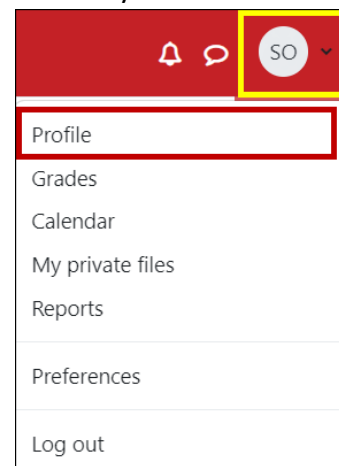 SO
Profile
Grades
Calendar
My private files
Reports
Preferences
Log out